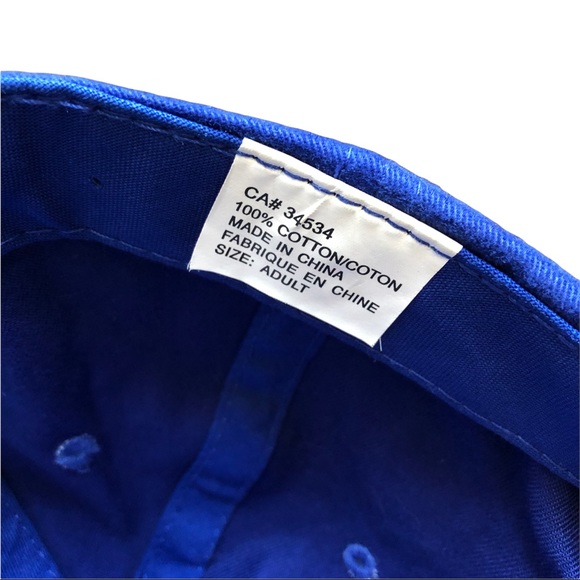 CA# 34534
100% COTTON/COTON
MADE IN CHINA
FABRIQUE EN CHINE
SIZE: ADULT